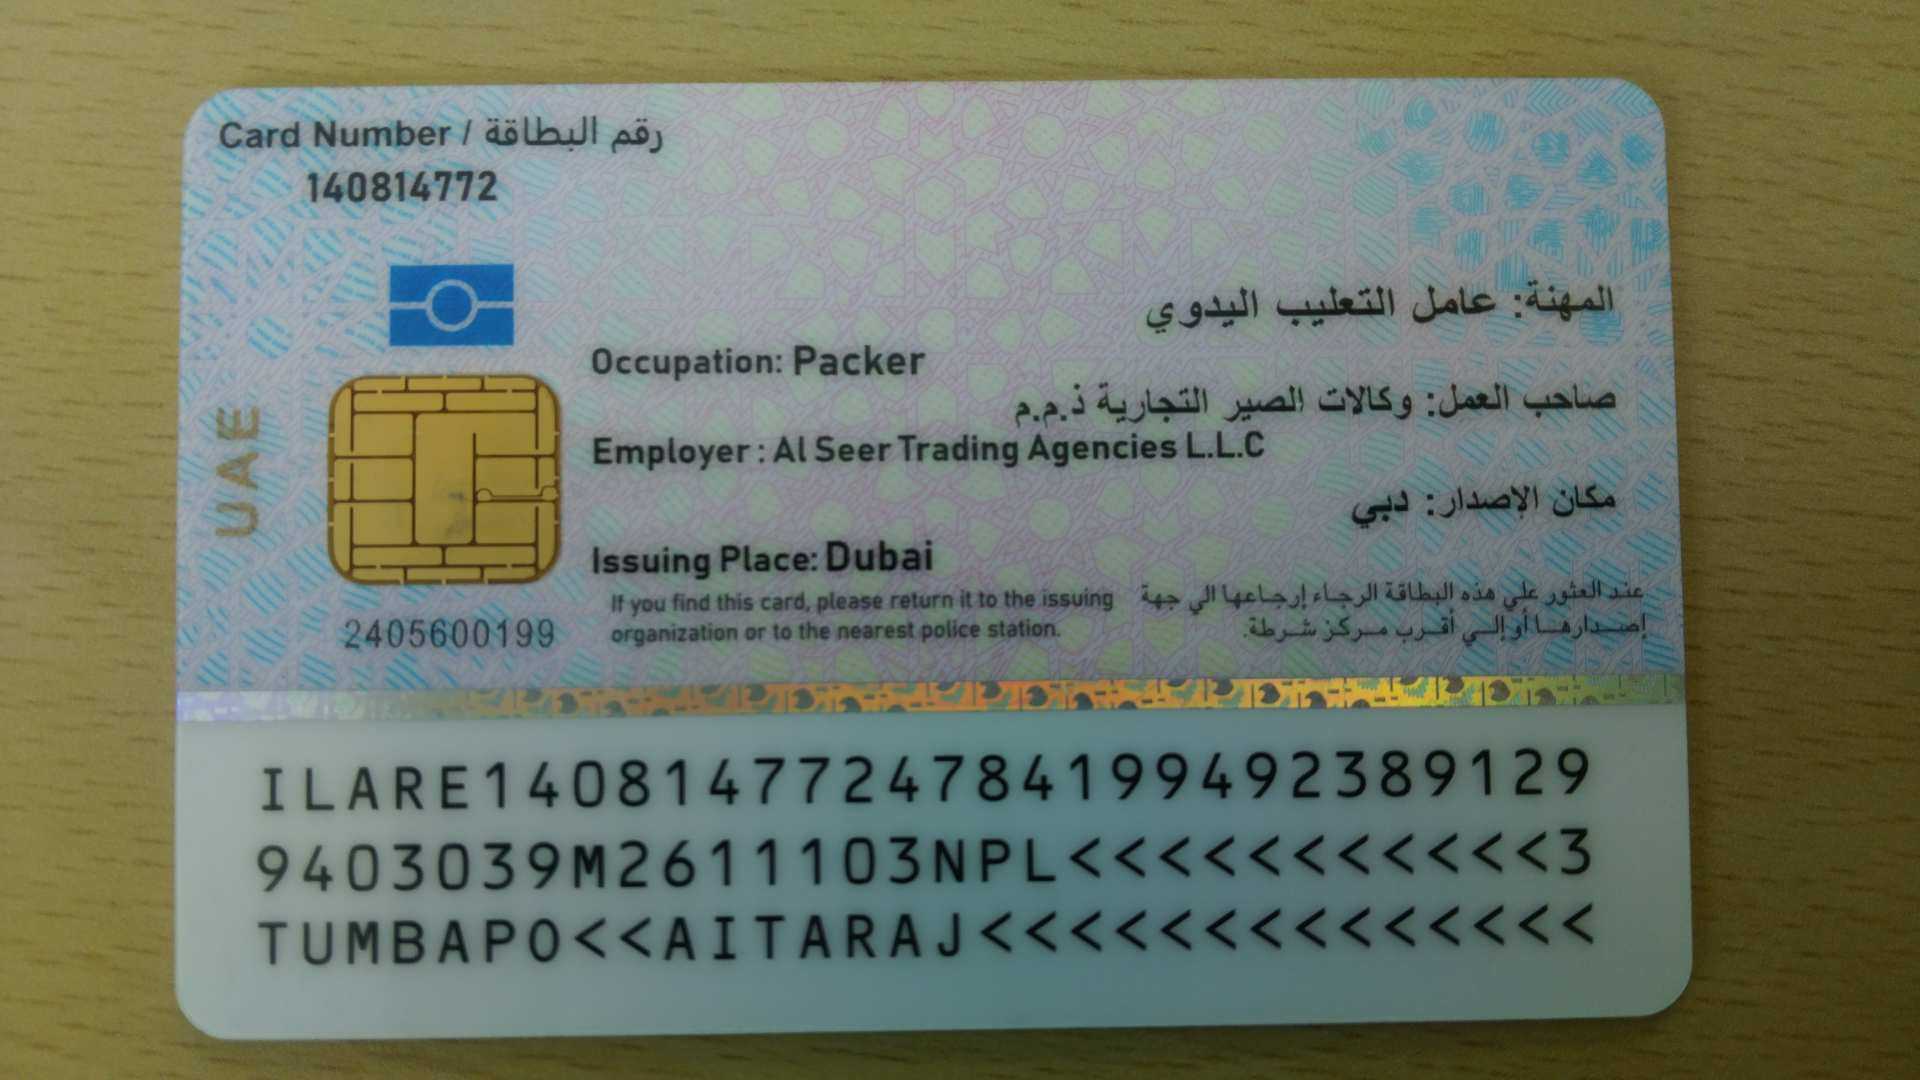 Card Number / رقم البطاقة
140814772
المهنة: عامل التعليب اليدوي
Occupation: Packer
صاحب العمل: وكالات الصير التجارية ذ.م.م
Employer : Al Seer Trading Agencies L.L.C
مكان الإصدار: دبي
Issuing Place: Dubai
UAE
2405600199
If you find this card, please return it to the issuing
organization or to the nearest police station.
عند العثور علي هذه البطاقة الرجاء إرجاعها الي جهة
إصدارها أو إلي أقرب مركز شرطة.
ILARE1408147724784199492389129
9403039M2611103NPL<<<<<<<<<<<3
TUMBAPO<<AITARAJ<<<<<<<<<<<<<<